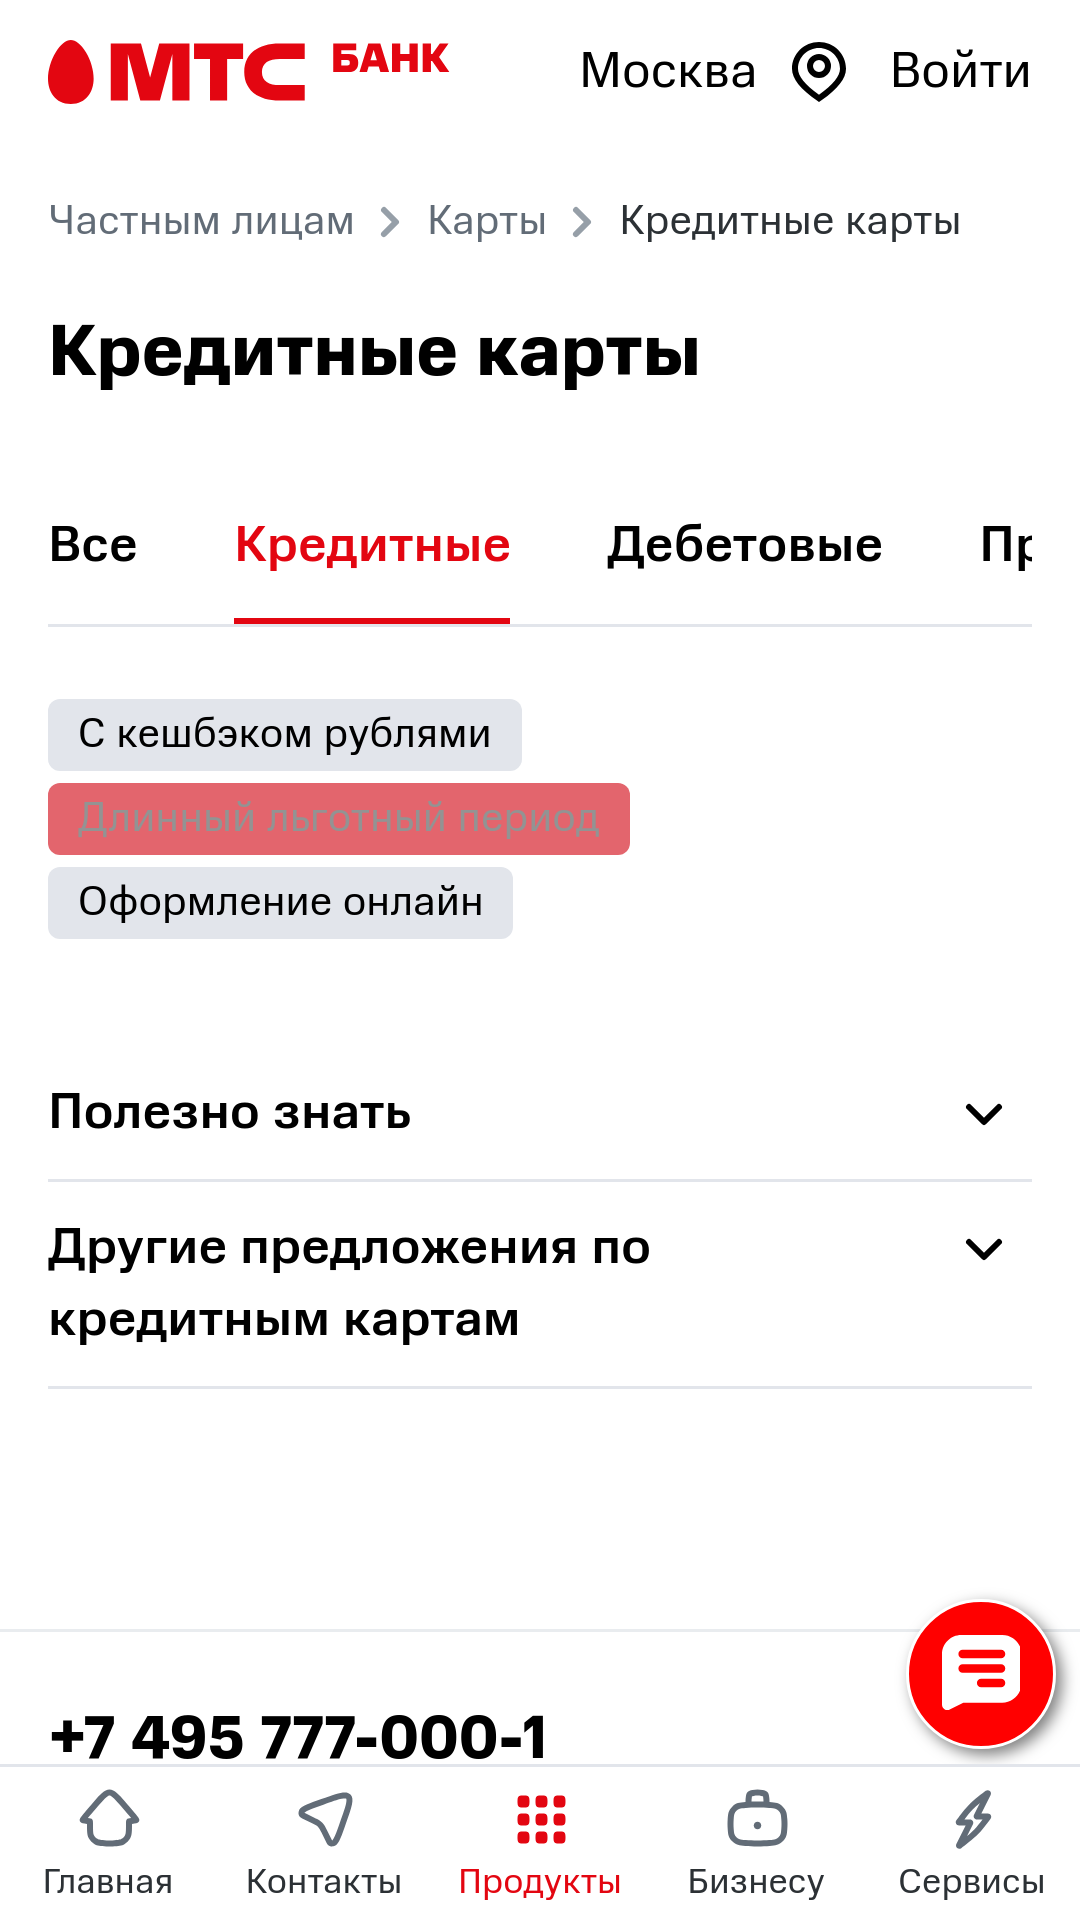 МТС БАНК
Москва
Войти
Частным лицам
Карты
Кредитные карты
Кредитные карты
Все
Кредитные
Дебетовые
Пр
С кешбэком рублями
Длинный льготный период
Оформление онлайн
Полезно знать
Другие предложения по
кредитным картам
+7 495 777-000-1
Главная
Контакты
Продукты
Бизнесу
Сервисы